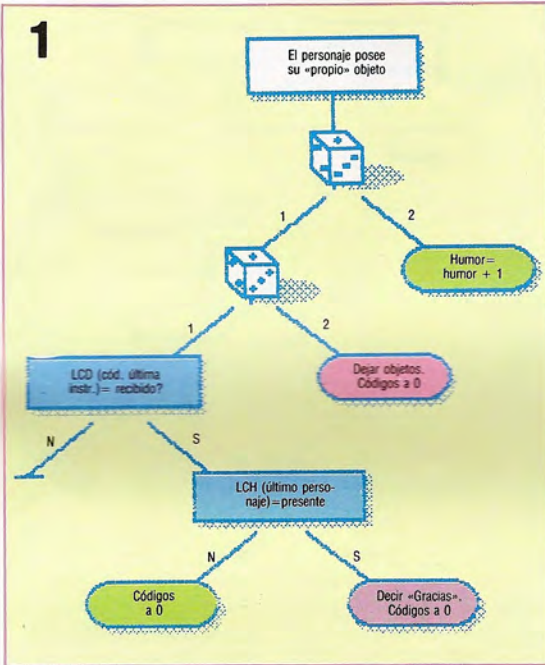 1
El personaje posee
su «propio» objeto
1
2
Humor=
humor + 1
1
2
LCD (cód. última
instr.)= recibido?
Dejar objetos.
Códigos a 0
N
S
LCH (último perso-
naje)=presente
N
S
Códigos
a 0
Decir «Gracias».
Códigos a 0